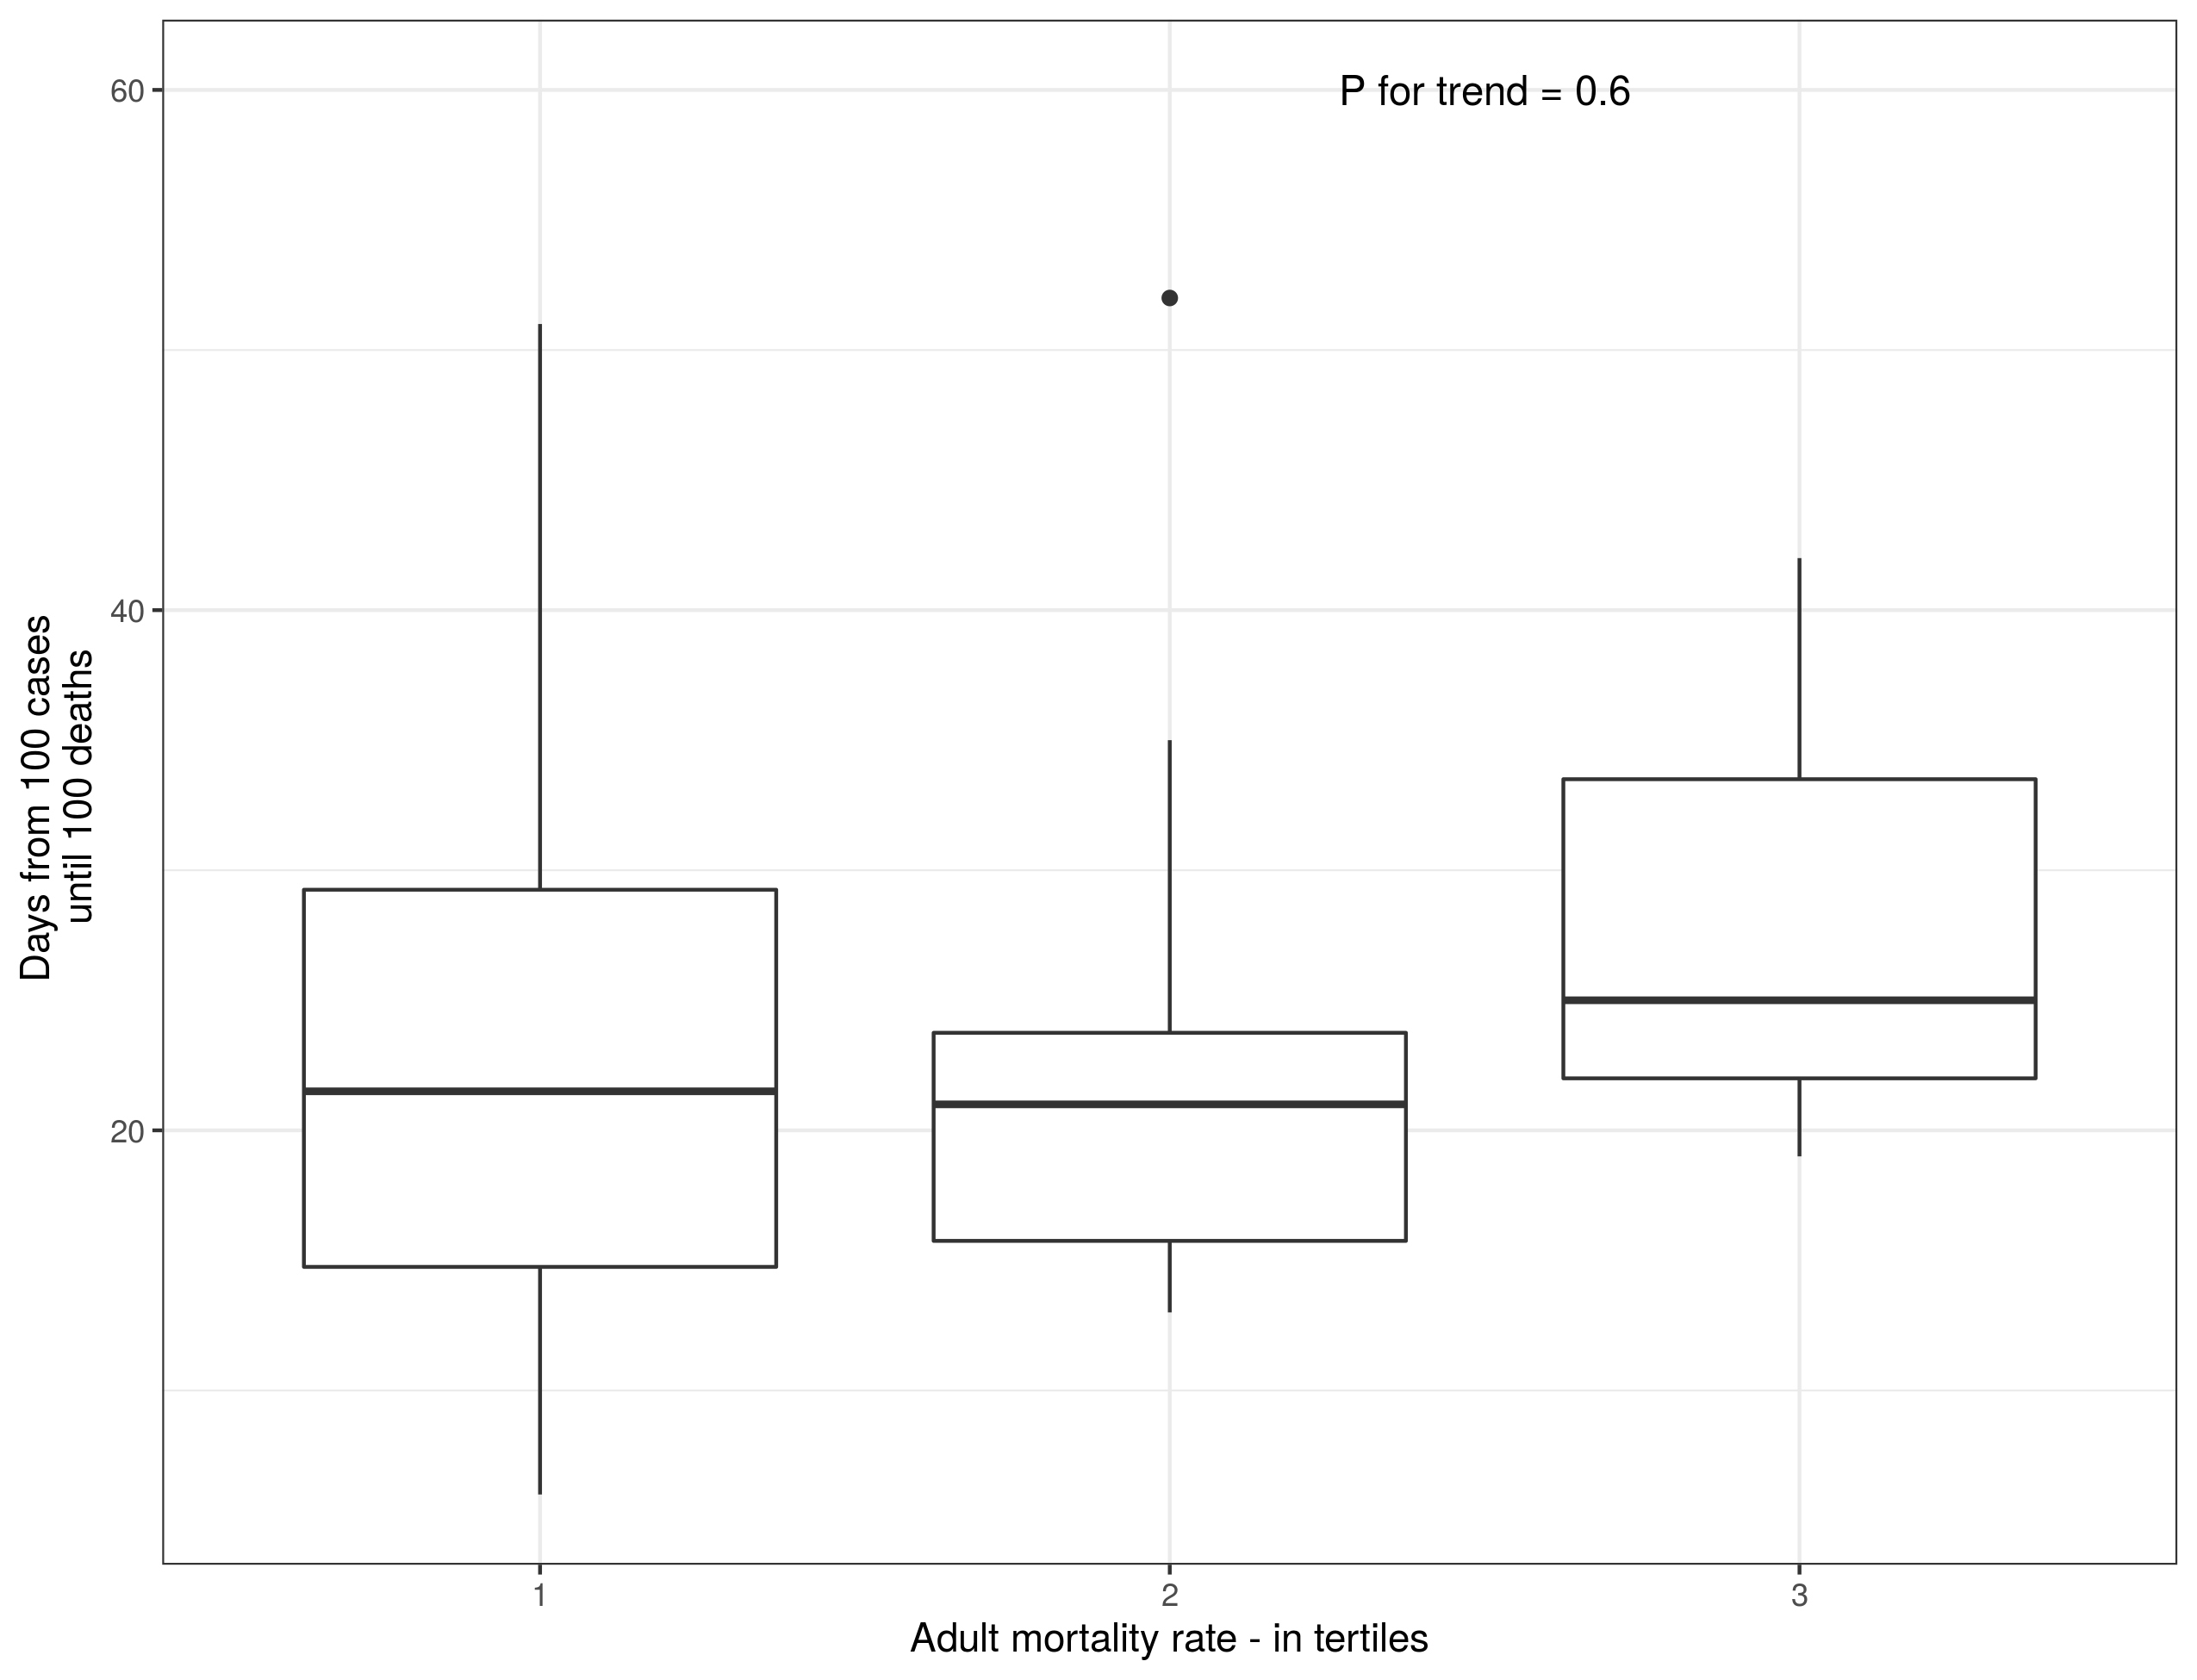 P for trend = 0.6
60
40
20
Days from 100 cases
until 100 deaths
1
2
3
Adult mortality rate - in tertiles